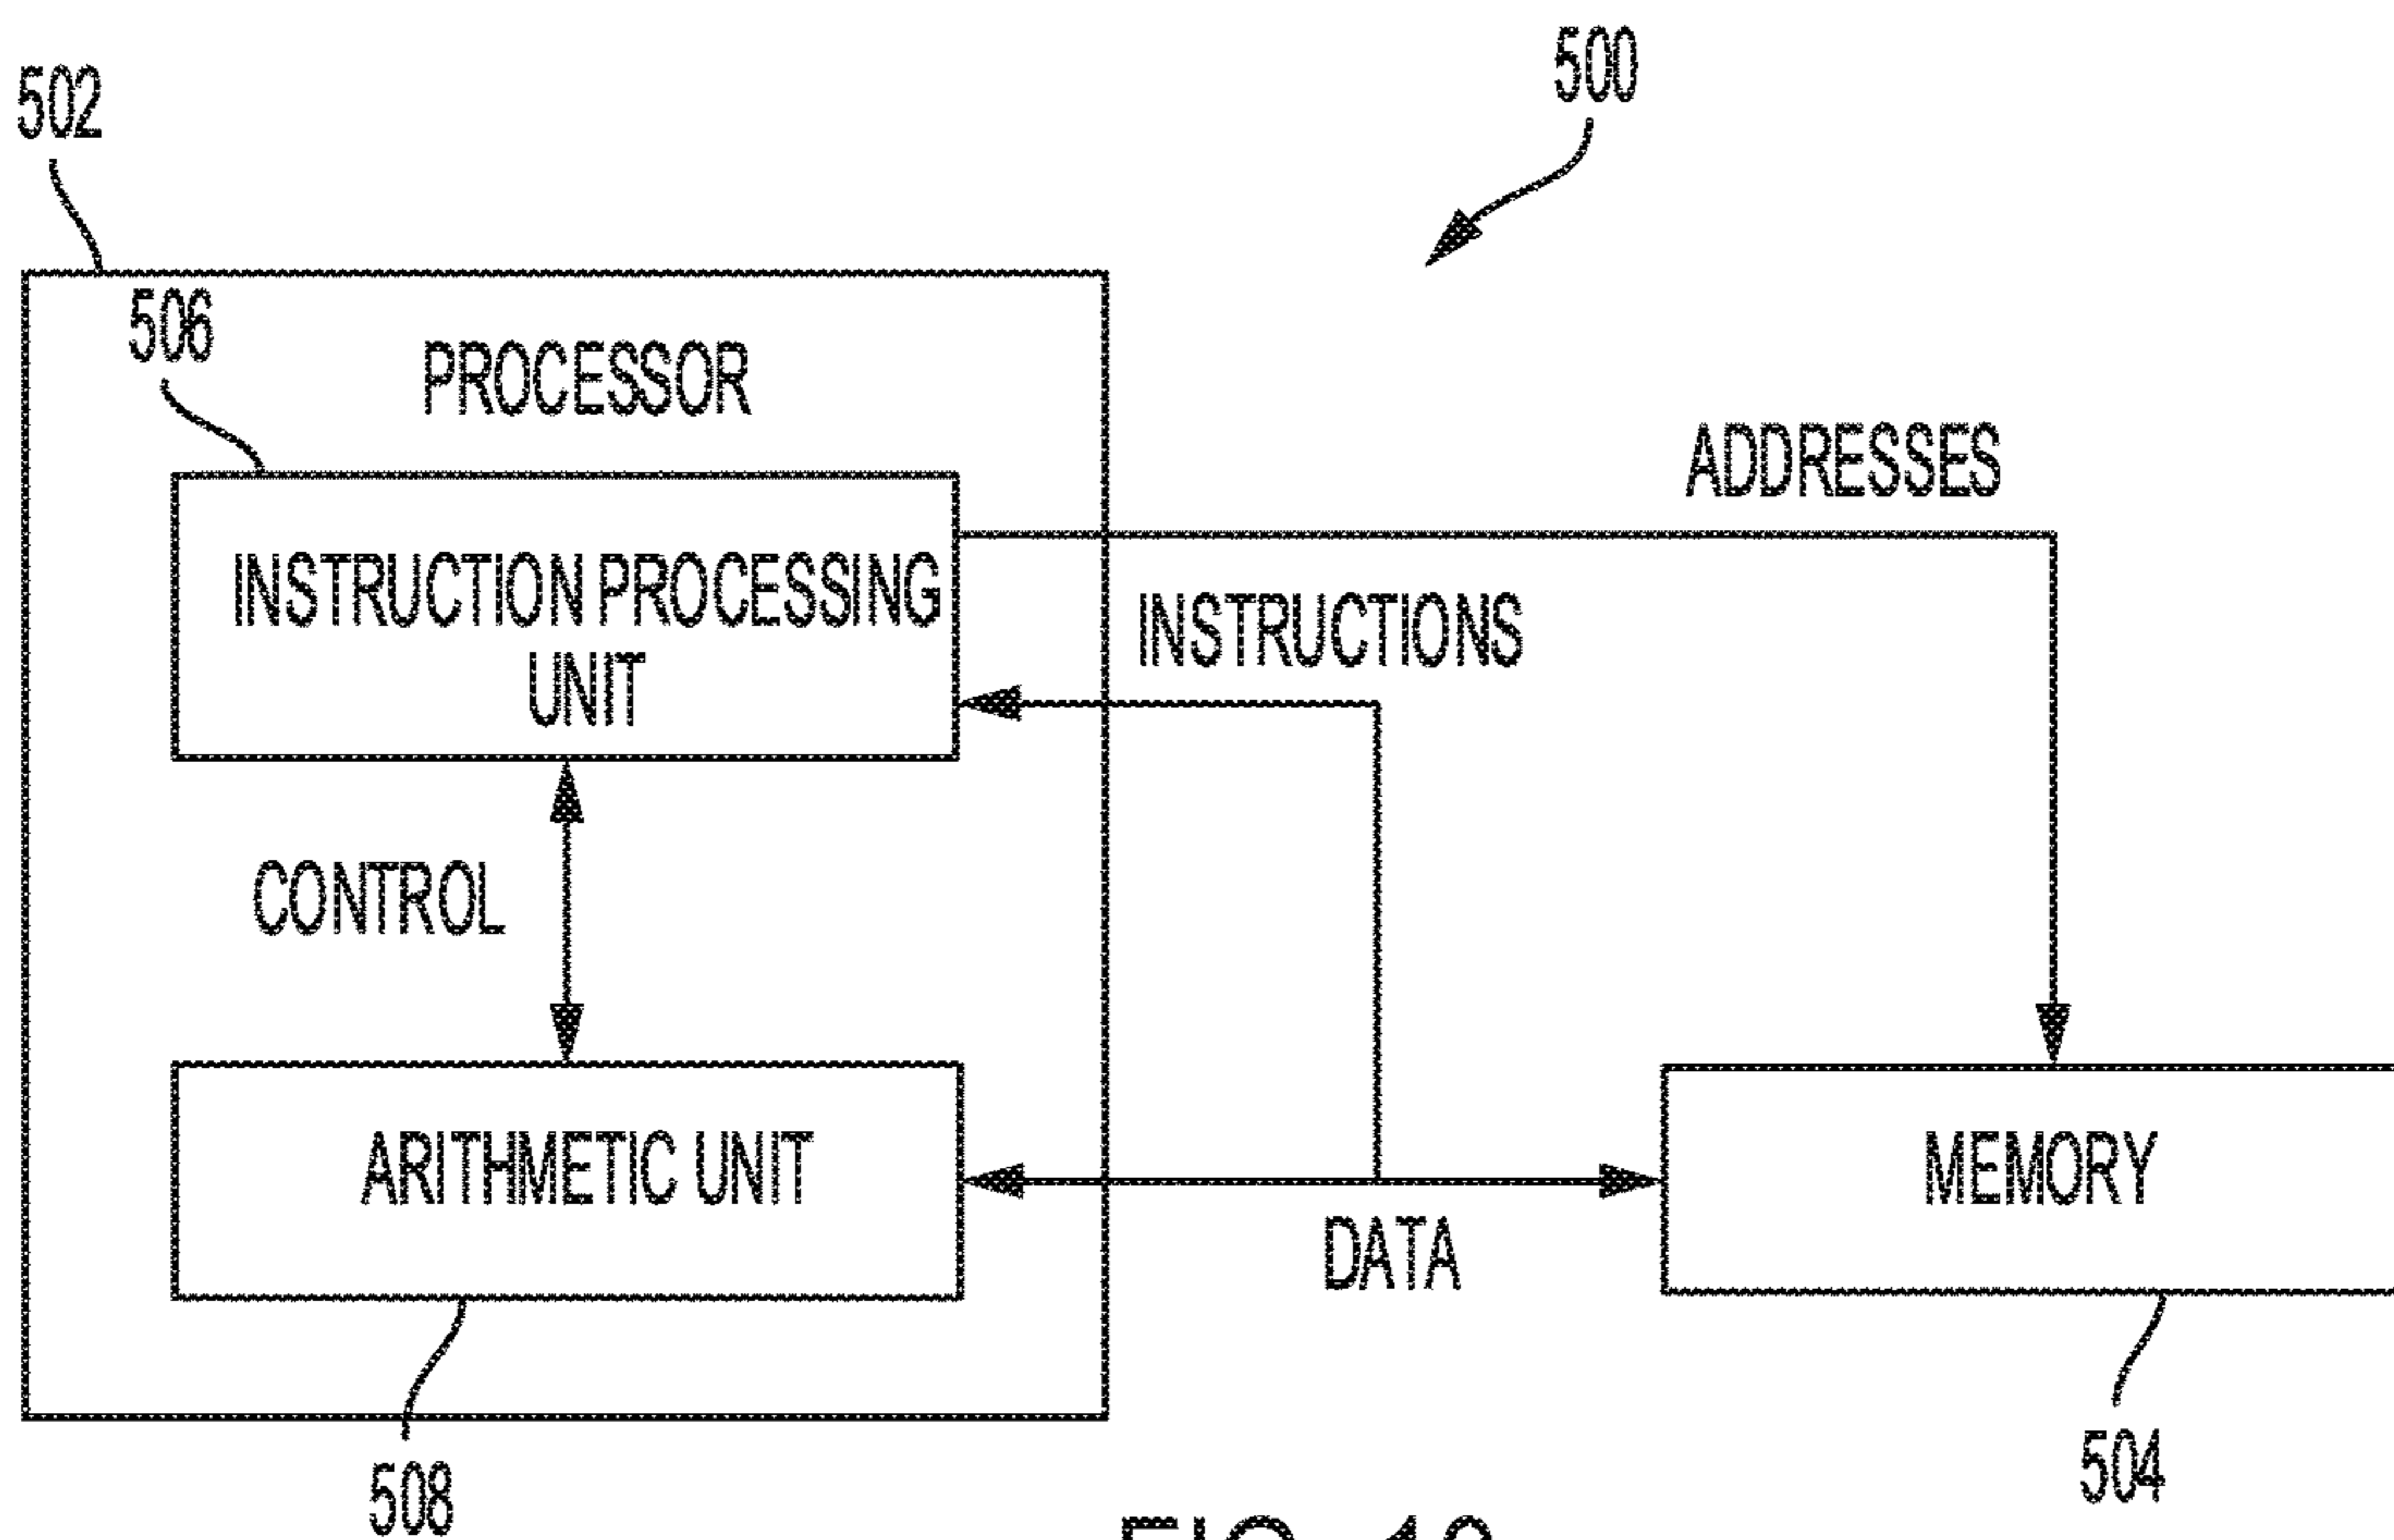 500
502
506
PROCESSOR
ADDRESSES
INSTRUCTION PROCESSING
UNIT
INSTRUCTIONS
CONTROL
ARITHMETIC UNIT
MEMORY
DATA
504
508